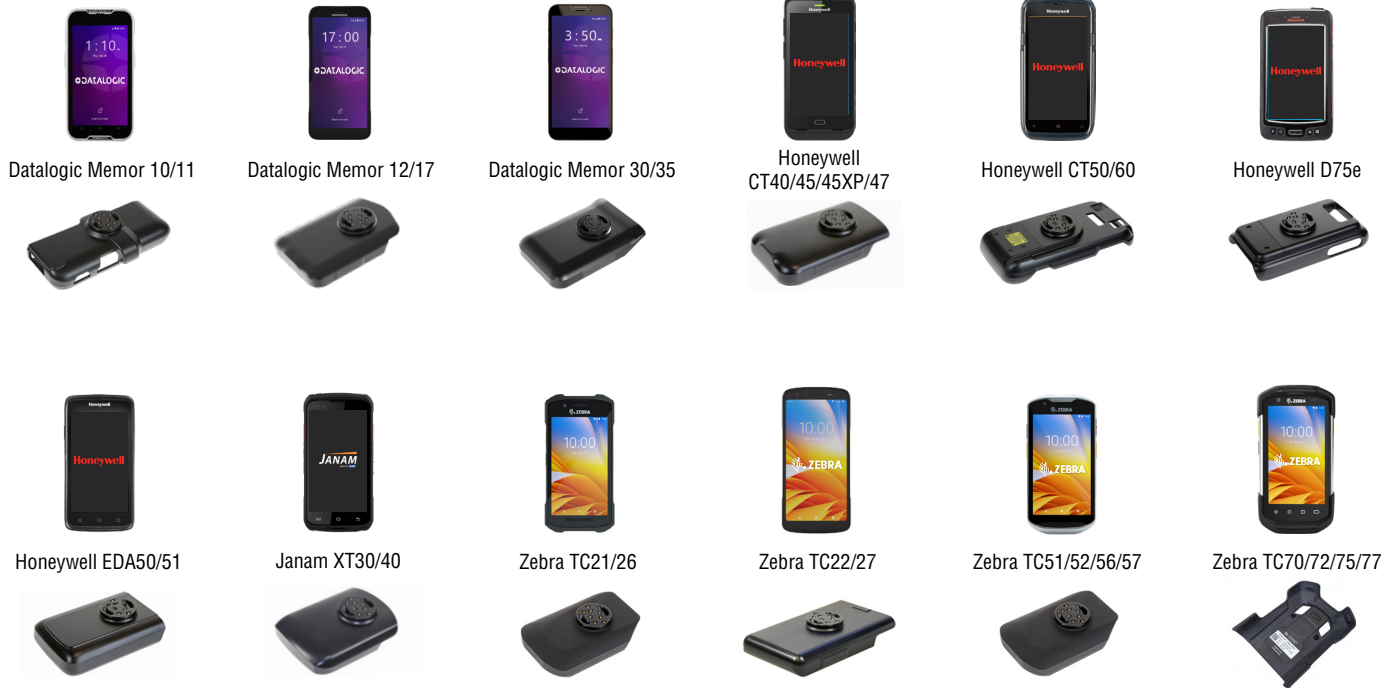 Honeywell
Honeywell
Honeywell
1:10
17:00
3:50
DATALOGIC
DATALOGIC
DATALOGIC
Honeywell
Honeywell
Honeywell
Datalogic Memor 10/11
Datalogic Memor 12/17
Datalogic Memor 30/35
Honeywell
CT40/45/45XP/47
Honeywell CT50/60
Honeywell D75e
Honeywell
ZEBRA
ZEBRA
ZEBRA
10:00
10:00
10:00
10:00
Honeywell
JANAM
ZEBRA
ZEBRA
ZEBRA
Honeywell EDA50/51
Janam XT30/40
Zebra TC21/26
Zebra TC22/27
Zebra TC51/52/56/57
Zebra TC70/72/75/77